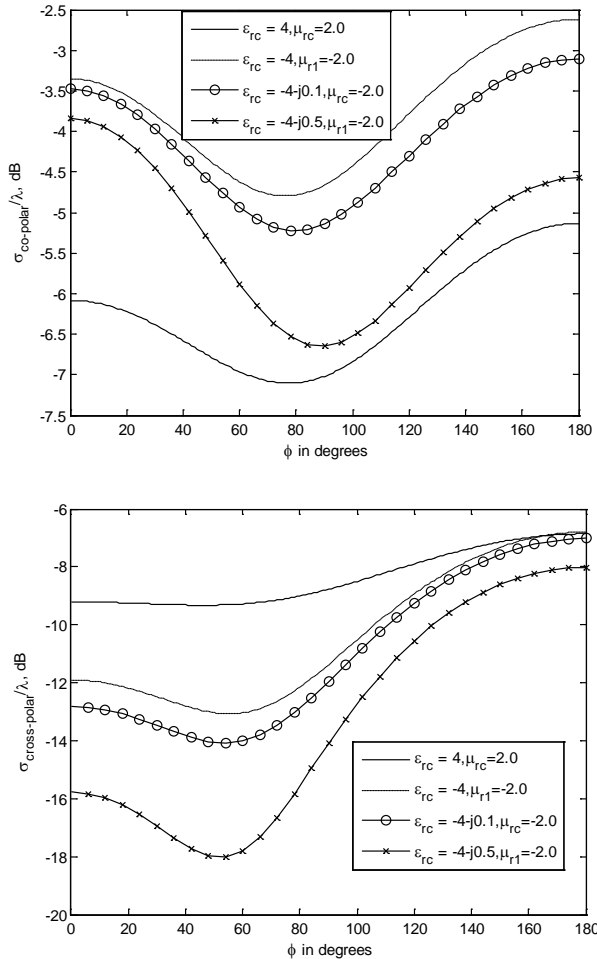 -2.5
-3
-3.5
-4
-4.5
-5
-5.5
-6
-6.5
-7
-7.5
σco-polar/λ, dB
εrc = 4,μrc=2.0
εrc = -4,μr1=-2.0
εrc = -4-j0.1,μrc=-2.0
εrc = -4-j0.5,μr1=-2.0
0 20 40 60 80 100 120 140 160 180
ϕ in degrees
-6
-8
-10
-12
-14
-16
-18
-20
σcross-polar/λ, dB
εrc = 4,μrc=2.0
εrc = -4,μr1=-2.0
εrc = -4-j0.1,μrc=-2.0
εrc = -4-j0.5,μr1=-2.0
0 20 40 60 80 100 120 140 160 180
ϕ in degrees